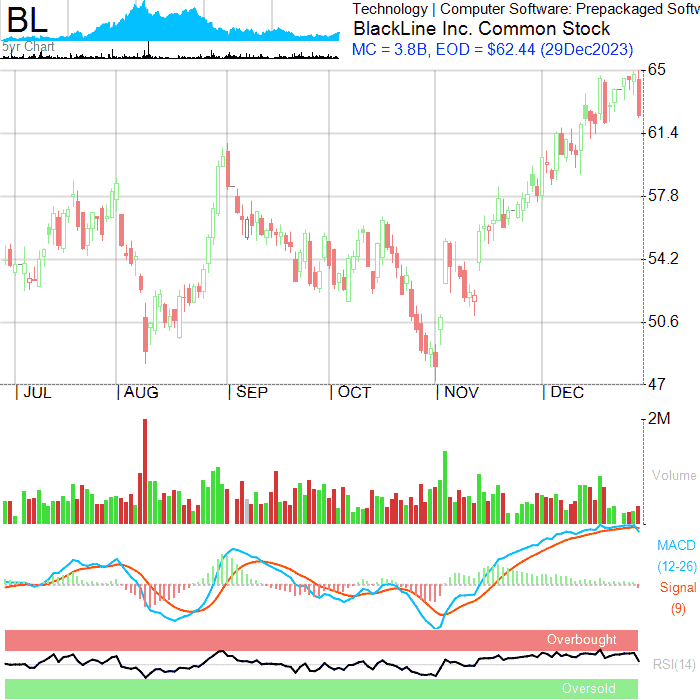 BL
5yr Chart
Technology | Computer Software: Prepackaged Softw
BlackLine Inc. Common Stock
MC = 3.8B, EOD = $62.44 (29Dec2023)
65
61.4
57.8
54.2
50.6
47
JUL AUG SEP OCT NOV DEC
2M
Volume
MACD
(12-26)
Signal
(9)
Overbought
RSI(14)
Oversold